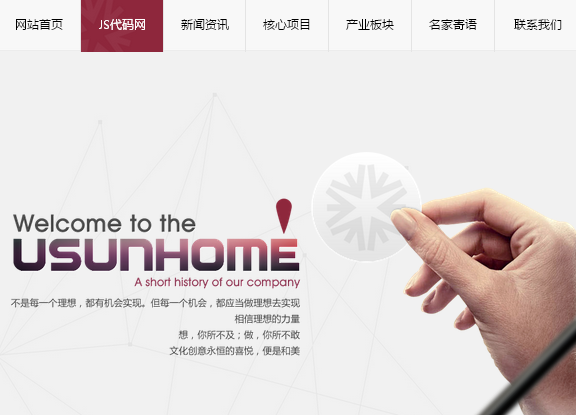 网站首页 JS代码网 新闻资讯 核心项目 产业板块 名家寄语 联系我们
Welcome to the
USUNHOME
A short history of our company
不是每一个理想，都有机会实现。但每一个机会，都应当做理想去实现
相信理想的力量
想，你所不及；做，你所不敢
文化创意永恒的喜悦，便是和美